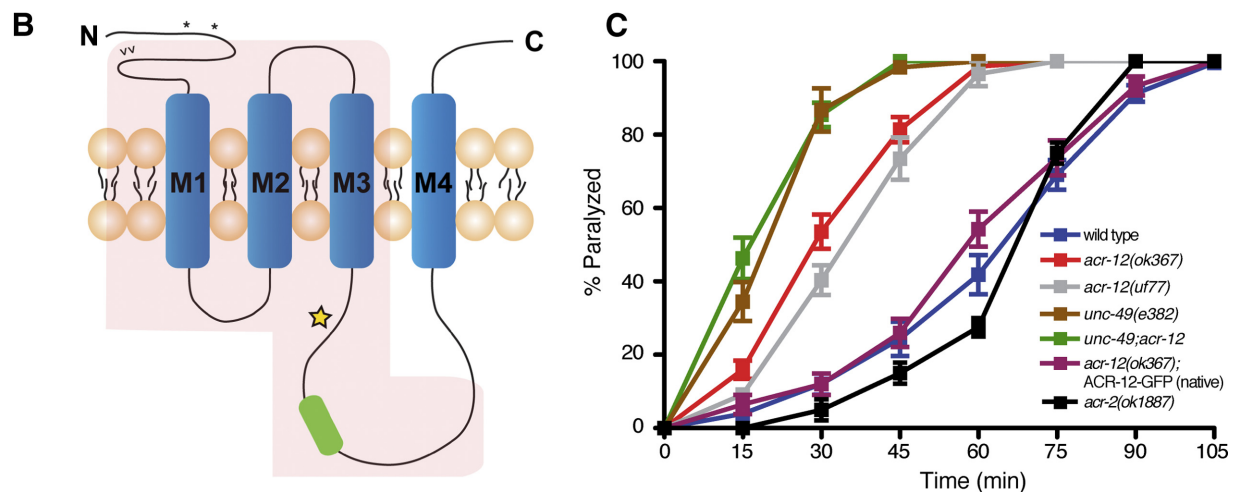 B
N
* *
vv
C
M1
M2
M3
M4
C
% Paralyzed
100
80
60
40
20
0
0 15 30 45 60 75 90 105
Time (min)
wild type
acr-12(ok367)
acr-12(uf77)
unc-49(e382)
unc-49;acr-12
acr-12(ok367);
ACR-12-GFP (native)
acr-2(ok1887)